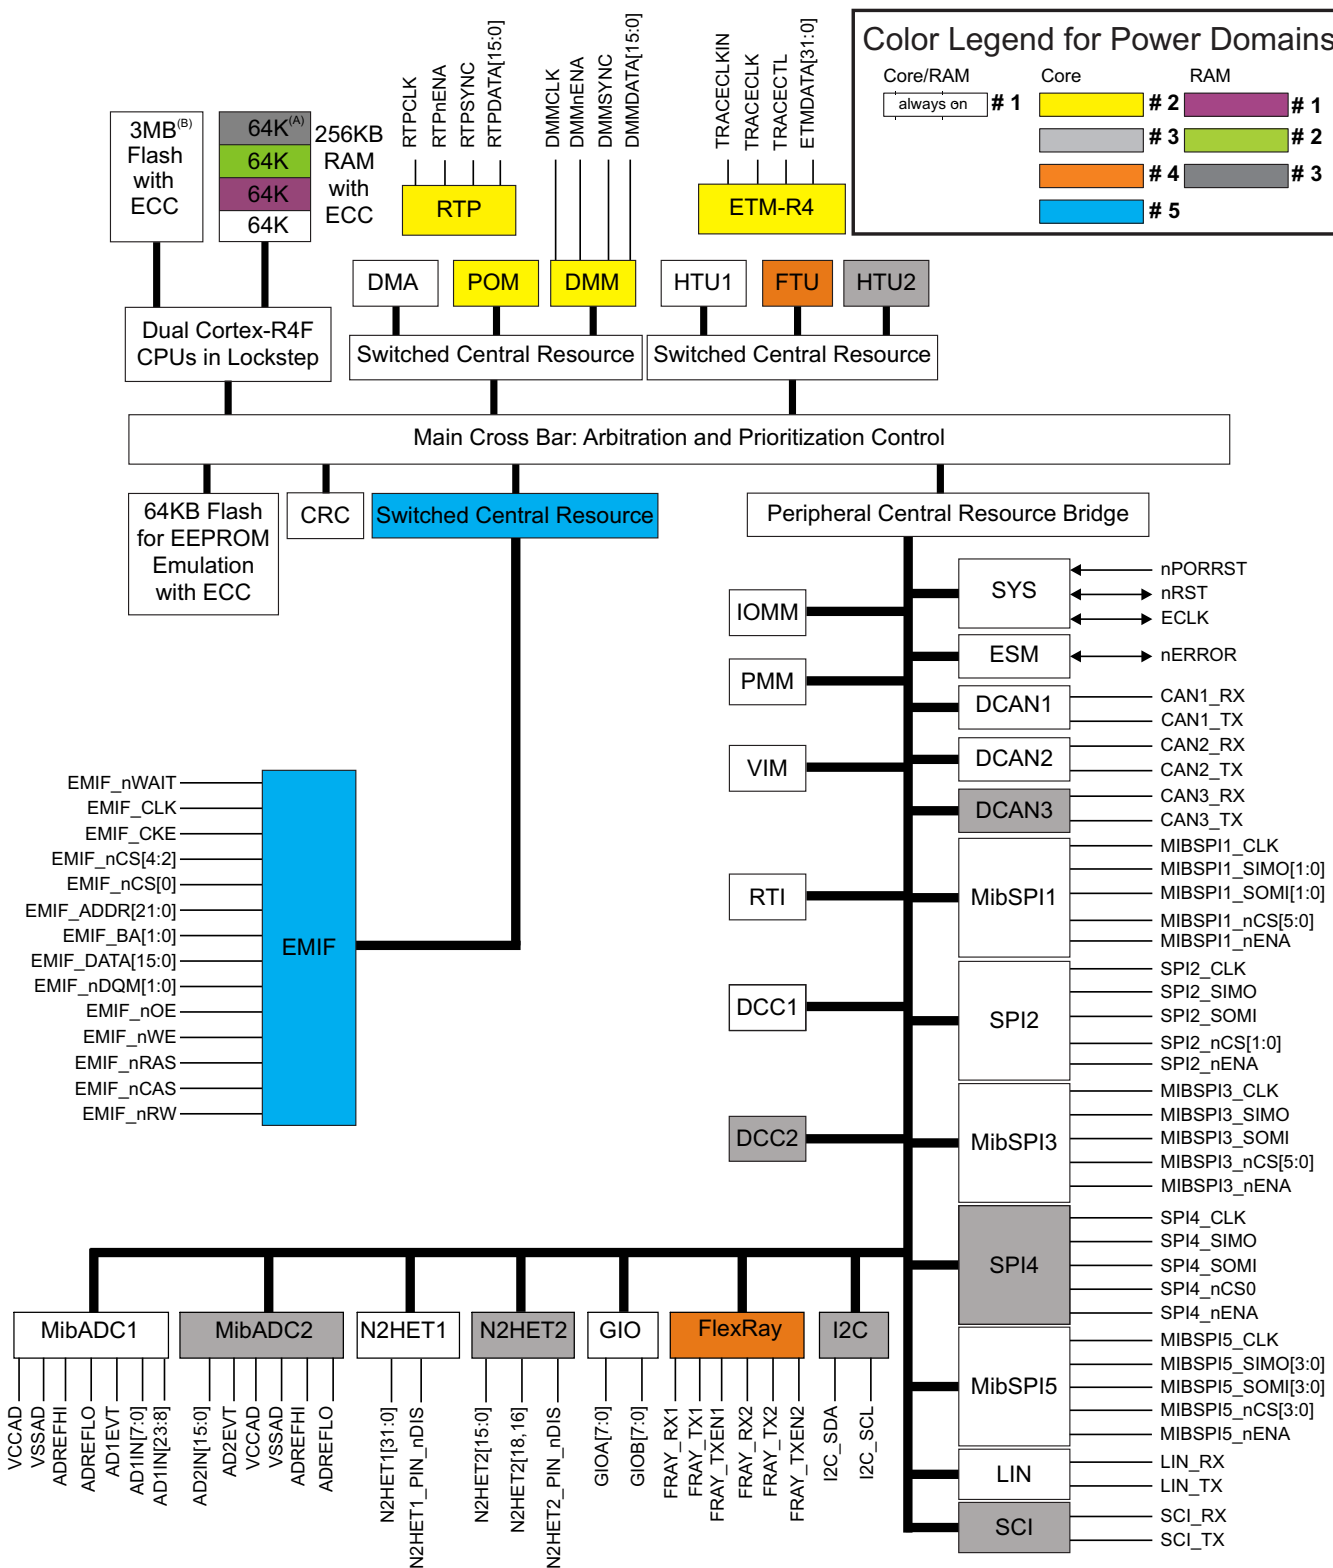 Color Legend for Power Domains
Core/RAM
Core
RAM
always on
# 1
# 2
# 1
# 3
# 2
# 4
# 3
# 5
RTPCLK
RTPnENA
RTPSYNC
RTPDATA[15:0]
DMMCLK
DMMnENA
DMMSYNC
DMMDATA[15:0]
TRACECLKIN
TRACECLK
TRACECTL
ETMDATA[31:0]
3MB(B)
Flash
with
ECC
64K(A)
64K
64K
64K
256KB
RAM
with
ECC
RTP
ETM-R4
DMA
POM
DMM
HTU1
FTU
HTU2
Dual Cortex-R4F
CPUs in Lockstep
Switched Central Resource
Switched Central Resource
Main Cross Bar: Arbitration and Prioritization Control
64KB Flash
for EEPROM
Emulation
with ECC
CRC
Switched Central Resource
Peripheral Central Resource Bridge
IOMM
PMM
VIM
RTI
DCC1
DCC2
SYS
nPORRST
nRST
ECLK
ESM
nERROR
DCAN1
CAN1_RX
CAN1_TX
DCAN2
CAN2_RX
CAN2_TX
DCAN3
CAN3_RX
CAN3_TX
MibSPI1
MIBSPI1_CLK
MIBSPI1_SIMO[1:0]
MIBSPI1_SOMI[1:0]
MIBSPI1_nCS[5:0]
MIBSPI1_nENA
SPI2
SPI2_CLK
SPI2_SIMO
SPI2_SOMI
SPI2_nCS[1:0]
SPI2_nENA
MibSPI3
MIBSPI3_CLK
MIBSPI3_SIMO
MIBSPI3_SOMI
MIBSPI3_nCS[5:0]
MIBSPI3_nENA
SPI4
SPI4_CLK
SPI4_SIMO
SPI4_SOMI
SPI4_nCS0
SPI4_nENA
MibSPI5
MIBSPI5_CLK
MIBSPI5_SIMO[3:0]
MIBSPI5_SOMI[3:0]
MIBSPI5_nCS[3:0]
MIBSPI5_nENA
LIN
LIN_RX
LIN_TX
SCI
SCI_RX
SCI_TX
EMIF_nWAIT
EMIF_CLK
EMIF_CKE
EMIF_nCS[4:2]
EMIF_nCS[0]
EMIF_ADDR[21:0]
EMIF_BA[1:0]
EMIF_DATA[15:0]
EMIF_nDQM[1:0]
EMIF_nOE
EMIF_nWE
EMIF_nRAS
EMIF_nCAS
EMIF_nRW
EMIF
MibADC1
MibADC2
N2HET1
N2HET2
GIO
FlexRay
I2C
VCCAD
VSSAD
ADREFHI
ADREFLO
AD1EVT
AD1IN[7:0]
AD1IN[23:8]
AD2IN[15:0]
AD2EVT
VCCAD
VSSAD
ADREFHI
ADREFLO
N2HET1[31:0]
N2HET1_PIN_nDIS
N2HET2[15:0]
N2HET2[18,16]
N2HET2_PIN_nDIS
GIOA[7:0]
GIOB[7:0]
FRAY_RX1
FRAY_TX1
FRAY_TXEN1
FRAY_RX2
FRAY_TX2
FRAY_TXEN2
I2C_SDA
I2C_SCL